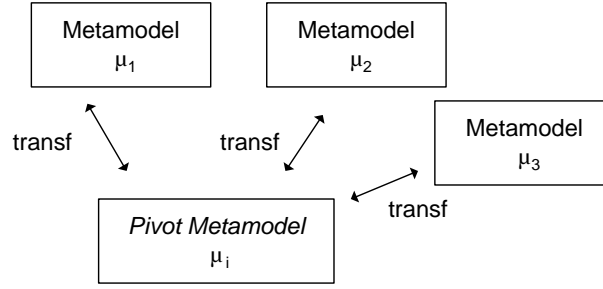 Metamodel
μ1
Metamodel
μ2
Metamodel
μ3
transf
transf
transf
Pivot Metamodel
μi